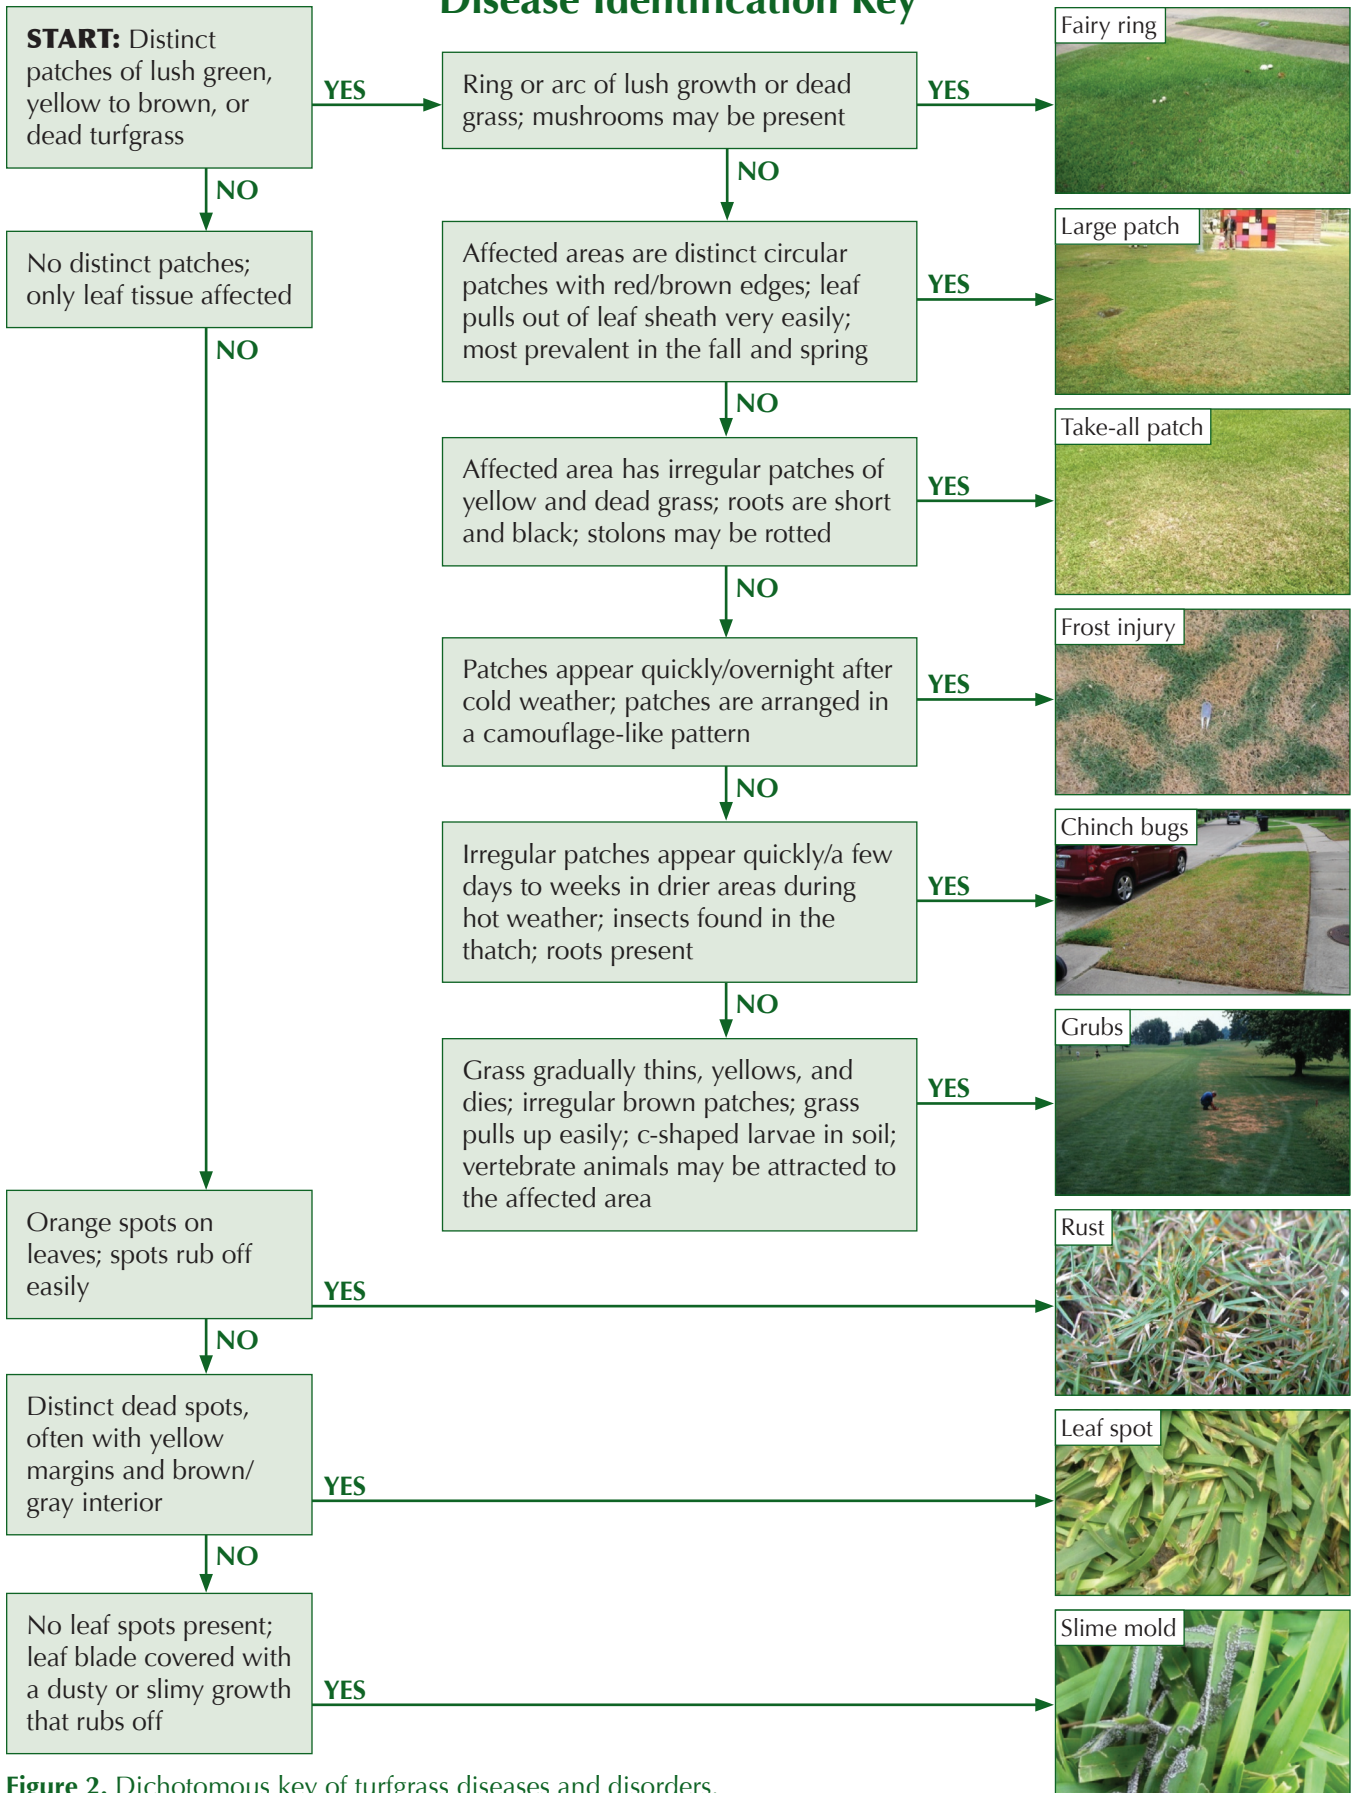 Disease Identification Key
START: Distinct
patches of lush green,
yellow to brown, or
dead turfgrass
YES
Ring or arc of lush growth or dead
grass; mushrooms may be present
YES
Fairy ring
NO
NO
No distinct patches;
only leaf tissue affected
NO
Affected areas are distinct circular
patches with red/brown edges; leaf
pulls out of leaf sheath very easily;
most prevalent in the fall and spring
YES
Large patch
NO
Affected area has irregular patches of
yellow and dead grass; roots are short
and black; stolons may be rotted
YES
Take-all patch
NO
Patches appear quickly/overnight after
cold weather; patches are arranged in
a camouflage-like pattern
YES
Frost injury
NO
Irregular patches appear quickly/a few
days to weeks in drier areas during
hot weather; insects found in the
thatch; roots present
YES
Chinch bugs
NO
Grass gradually thins, yellows, and
dies; irregular brown patches; grass
pulls up easily; c-shaped larvae in soil;
vertebrate animals may be attracted to
the affected area
YES
Grubs
Orange spots on
leaves; spots rub off
easily
YES
Rust
NO
Distinct dead spots,
often with yellow
margins and brown/
gray interior
YES
Leaf spot
NO
No leaf spots present;
leaf blade covered with
a dusty or slimy growth
that rubs off
YES
Slime mold
Figure 2. Dichotomous key of turfgrass diseases and disorders.